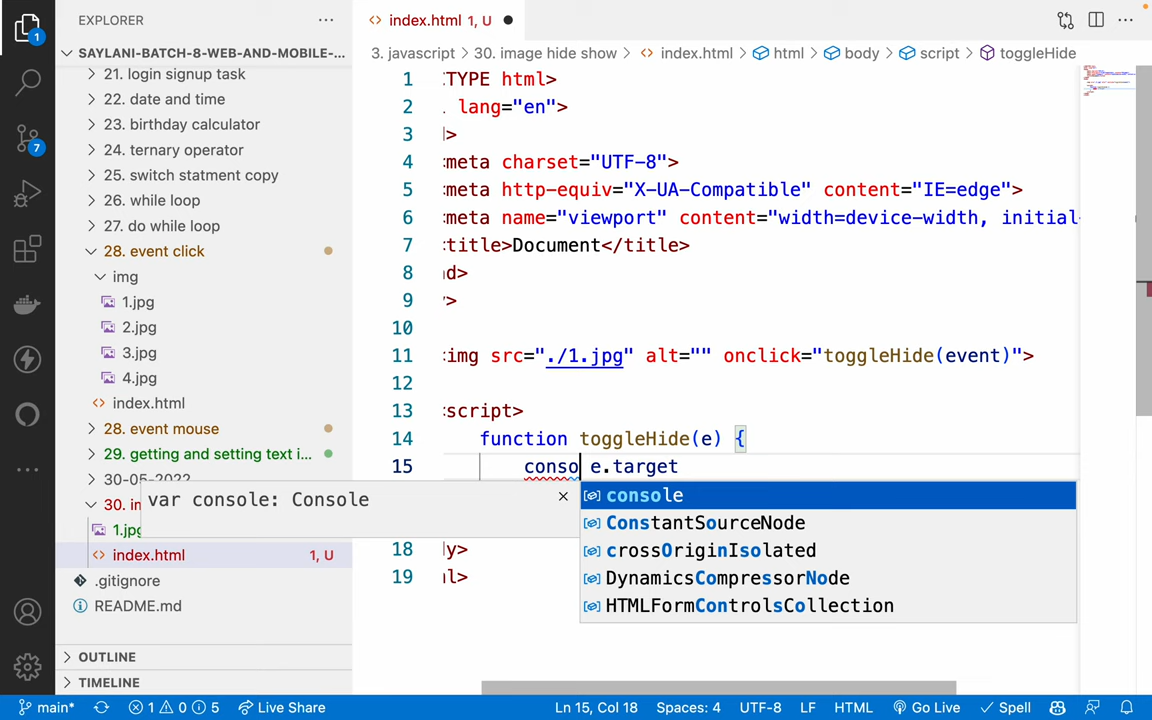 EXPLORER
index.html 1, U
SAYLANI-BATCH-8-WEB-AND-MOBILE-...
3. javascript > 30. image hide show > index.html > html > body > script > toggleHide
21. login signup task
22. date and time
23. birthday calculator
24. ternary operator
25. switch statment copy
26. while loop
27. do while loop
28. event click
img
1.jpg
2.jpg
3.jpg
4.jpg
index.html
28. event mouse
29. getting and setting text i...
30-05-2022
30. in
1.jpg
index.html 1, U
.gitignore
README.md
OUTLINE
TIMELINE
1 TYPE html>
2 lang="en">
3 >
4 meta charset="UTF-8">
5 meta http-equiv="X-UA-Compatible" content="IE=edge">
6 meta name="viewport" content="width=device-width, initial-
7 title>Document</title>
8 d>
9 >
10
11 img src="./1.jpg" alt="" onclick="toggleHide(event)">
12
13 script>
14 function toggleHide(e) {
15 conso e.target
var console: Console
console
ConstantSourceNode
crossOriginIsolated
DynamicsCompressorNode
HTMLFormControlsCollection
18 y>
19 l>
1
7
main* 1 0 5 Live Share Ln 15, Col 18 Spaces: 4 UTF-8 LF HTML Go Live Spell